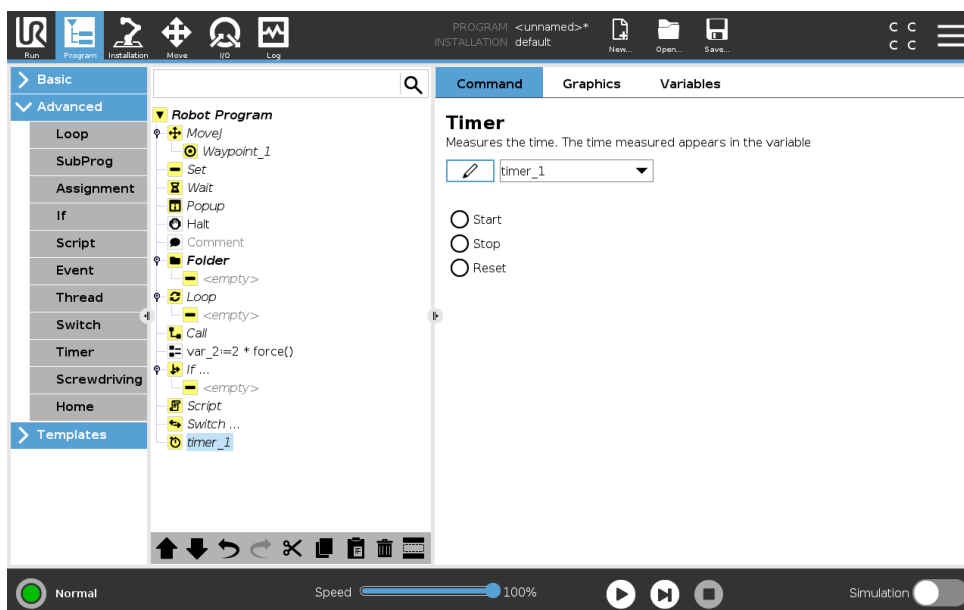 UR
PROGRAM <unnamed>*
INSTALLATION default
Run Program Installation Move I/O Log
New... Open... Save...
C C
C C
Basic
Advanced
Loop
SubProg
Assignment
If
Script
Event
Thread
Switch
Timer
Screwdriving
Home
Templates
Robot Program
MoveJ
Waypoint_1
Set
Wait
Popup
Halt
Comment
Folder
<empty>
Loop
<empty>
Call
var_2:=2 * force()
If ...
<empty>
Script
Switch ...
timer_1
Command Graphics Variables
Timer
Measures the time. The time measured appears in the variable
timer_1
Start
Stop
Reset
Normal
Speed 100%
Simulation